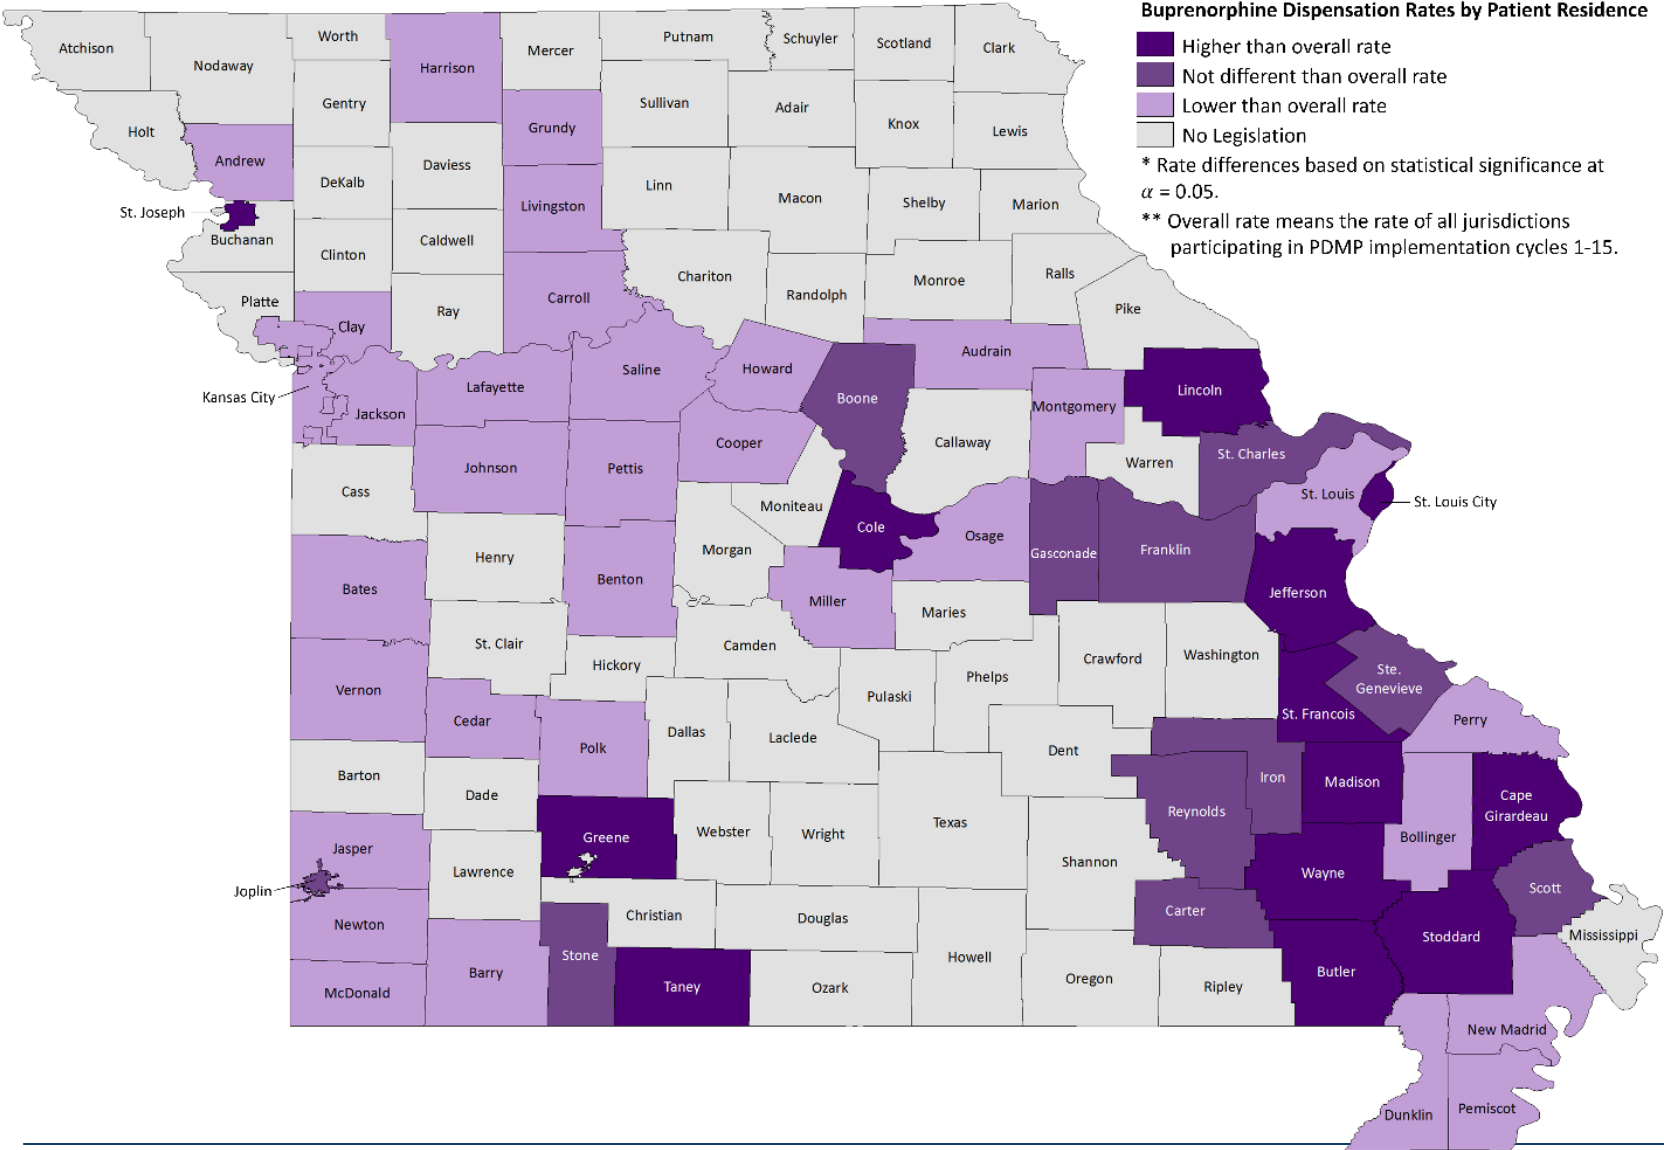 Buprenorphine Dispensation Rates by Patient Residence
Higher than overall rate
Not different than overall rate
Lower than overall rate
No Legislation
* Rate differences based on statistical significance at
α = 0.05.
** Overall rate means the rate of all jurisdictions
participating in PDMP implementation cycles 1-15.
Atchison
Nodaway
Worth
Harrison
Mercer
Putnam
Schuyler
Scotland
Clark
Holt
Gentry
Grundy
Sullivan
Adair
Knox
Lewis
Andrew
DeKalb
Daviess
Livingston
Linn
Macon
Shelby
Marion
St. Joseph
Buchanan
Clinton
Caldwell
Chariton
Randolph
Monroe
Ralls
Pike
Platte
Clay
Ray
Carroll
Audrain
Kansas City
Jackson
Lafayette
Saline
Howard
Boone
Callaway
Montgomery
Lincoln
Warren
St. Charles
St. Louis
St. Louis City
Cass
Johnson
Pettis
Cooper
Moniteau
Cole
Osage
Gasconade
Franklin
Jefferson
Bates
Henry
Benton
Morgan
Miller
Maries
St. Clair
Hickory
Camden
Pulaski
Phelps
Crawford
Washington
Ste.
Genevieve
St. Francois
Perry
Vernon
Cedar
Polk
Dallas
Laclede
Dent
Iron
Madison
Reynolds
Bollinger
Cape
Girardeau
Barton
Dade
Greene
Webster
Wright
Texas
Shannon
Wayne
Scott
Jasper
Joplin
Lawrence
Newton
Christian
Douglas
Carter
Stoddard
Mississippi
McDonald
Barry
Stone
Taney
Ozark
Howell
Oregon
Ripley
Butler
New Madrid
Dunklin
Pemiscot